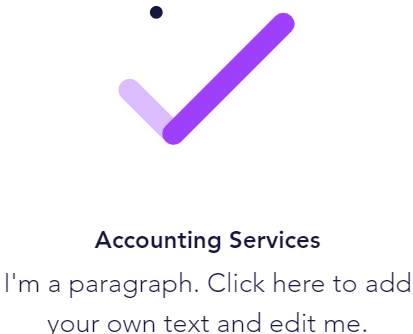 Accounting Services
I'm a paragraph. Click here to add
your own text and edit me.